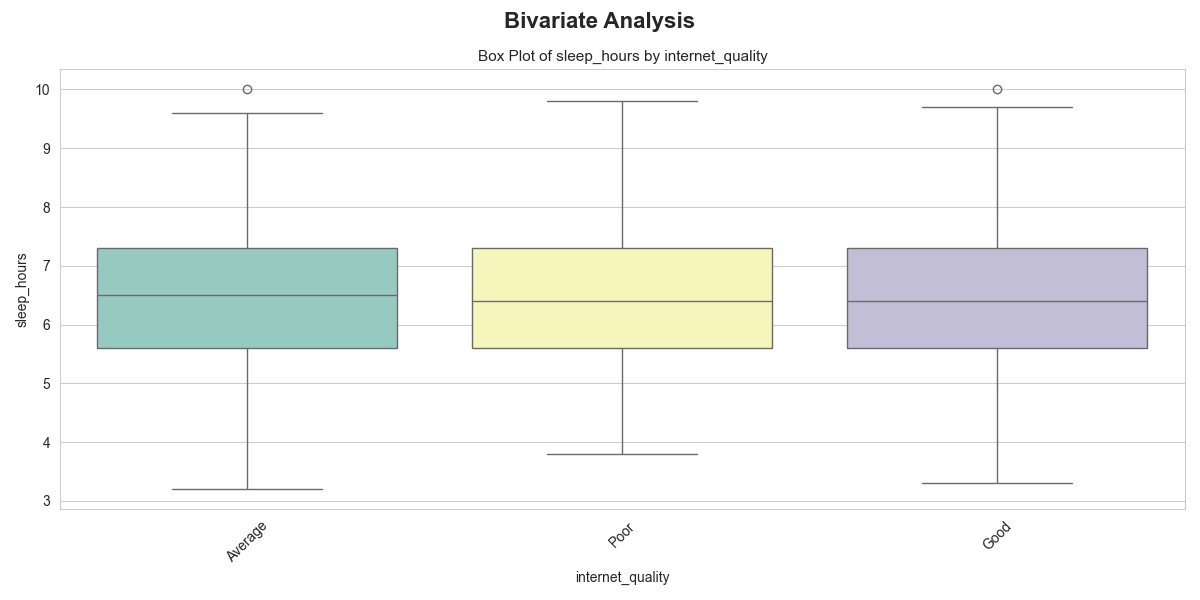 Bivariate Analysis
Box Plot of sleep_hours by internet_quality
sleep_hours
10
9
8
7
6
5
4
3
Average
Poor
Good
internet_quality